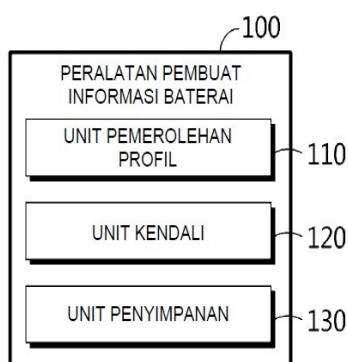 100
PERALATAN PEMBUAT
INFORMASI BATERAI
UNIT PEMEROLEHAN
PROFIL
110
UNIT KENDALI
120
UNIT PENYIMPANAN
130